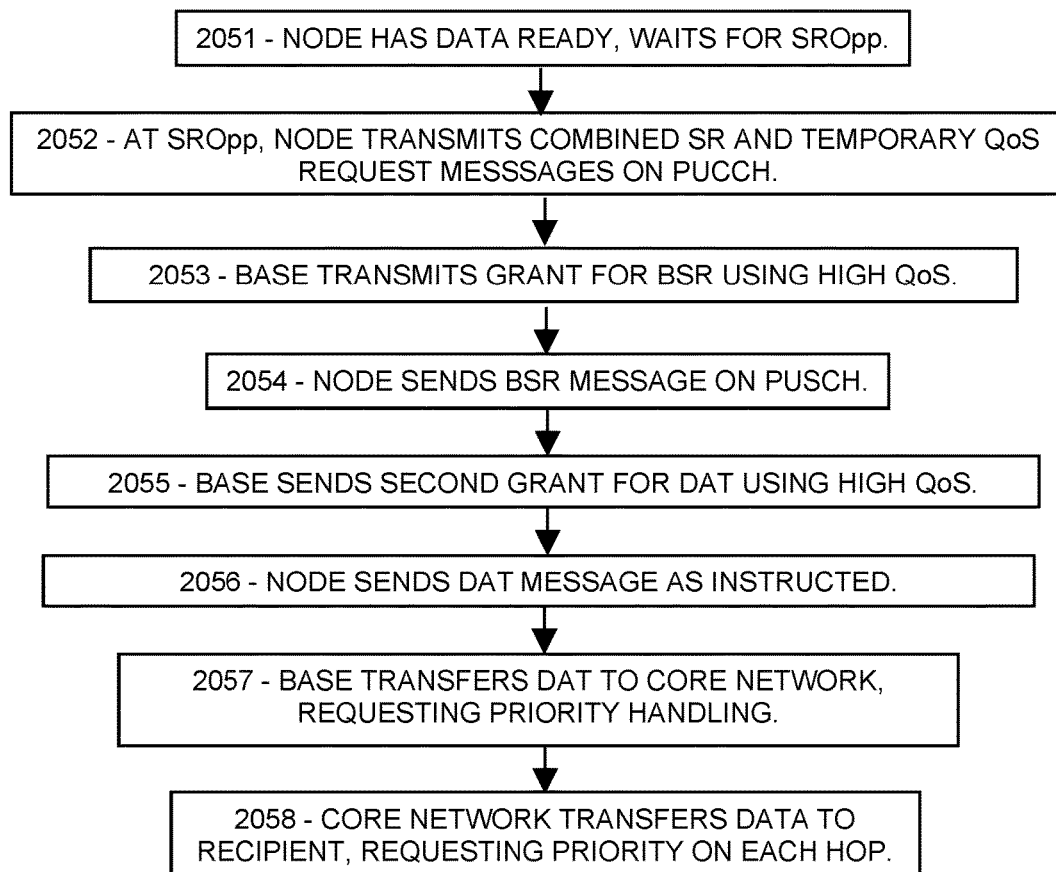 2051 - NODE HAS DATA READY, WAITS FOR SROpp.
2052 - AT SROpp, NODE TRANSMITS COMBINED SR AND TEMPORARY QoS
REQUEST MESSSAGES ON PUCCH.
2053 - BASE TRANSMITS GRANT FOR BSR USING HIGH QoS.
2054 - NODE SENDS BSR MESSAGE ON PUSCH.
2055 - BASE SENDS SECOND GRANT FOR DAT USING HIGH QoS.
2056 - NODE SENDS DAT MESSAGE AS INSTRUCTED.
2057 - BASE TRANSFERS DAT TO CORE NETWORK,
REQUESTING PRIORITY HANDLING.
2058 - CORE NETWORK TRANSFERS DATA TO
RECIPIENT, REQUESTING PRIORITY ON EACH HOP.